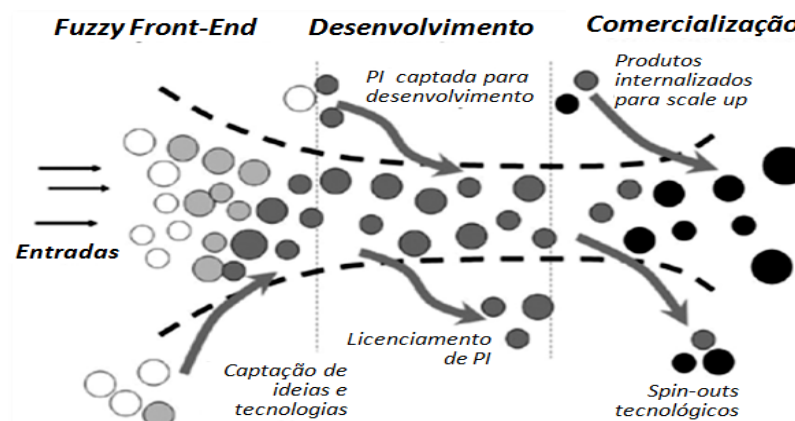 Fuzzy Front-End
Desenvolvimento
Comercialização
PI captada para
desenvolvimento
Produtos
internalizados
para scale up
Entradas
Captação de
ideias e
tecnologias
Licenciamento
de PI
Spin-outs
tecnológicos